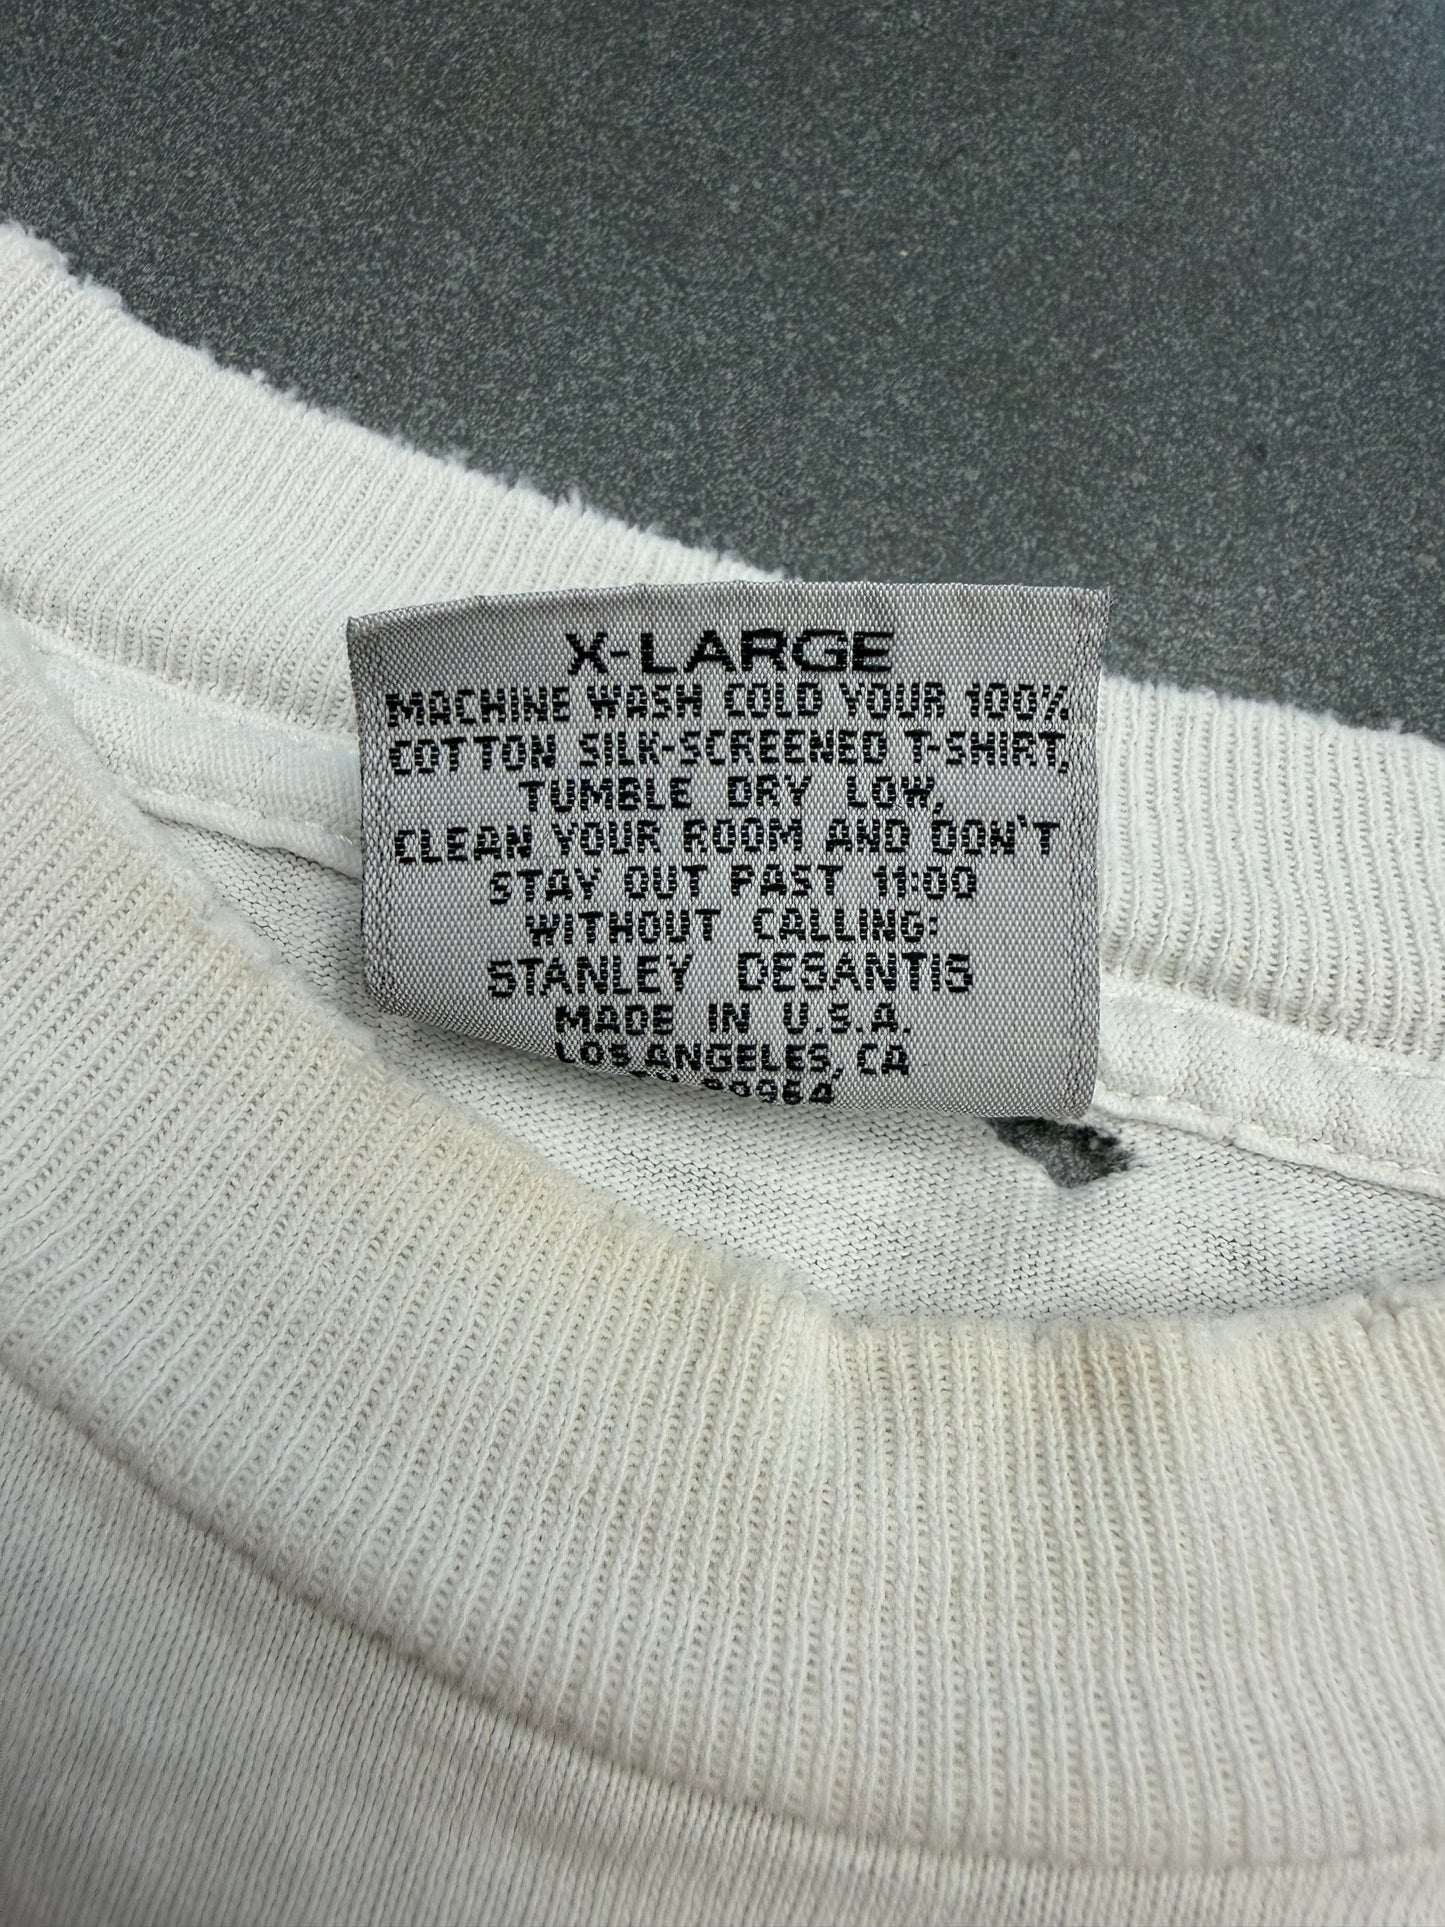 X-LARGE
MACHINE WASH COLD YOUR 100%
COTTON SILK-SCREENED T-SHIRT,
TUMBLE DRY LOW,
CLEAN YOUR ROOM AND DON'T
STAY OUT PAST 11:00
WITHOUT CALLING:
STANLEY DESANTIS
MADE IN U.S.A.
LOS ANGELES, CA